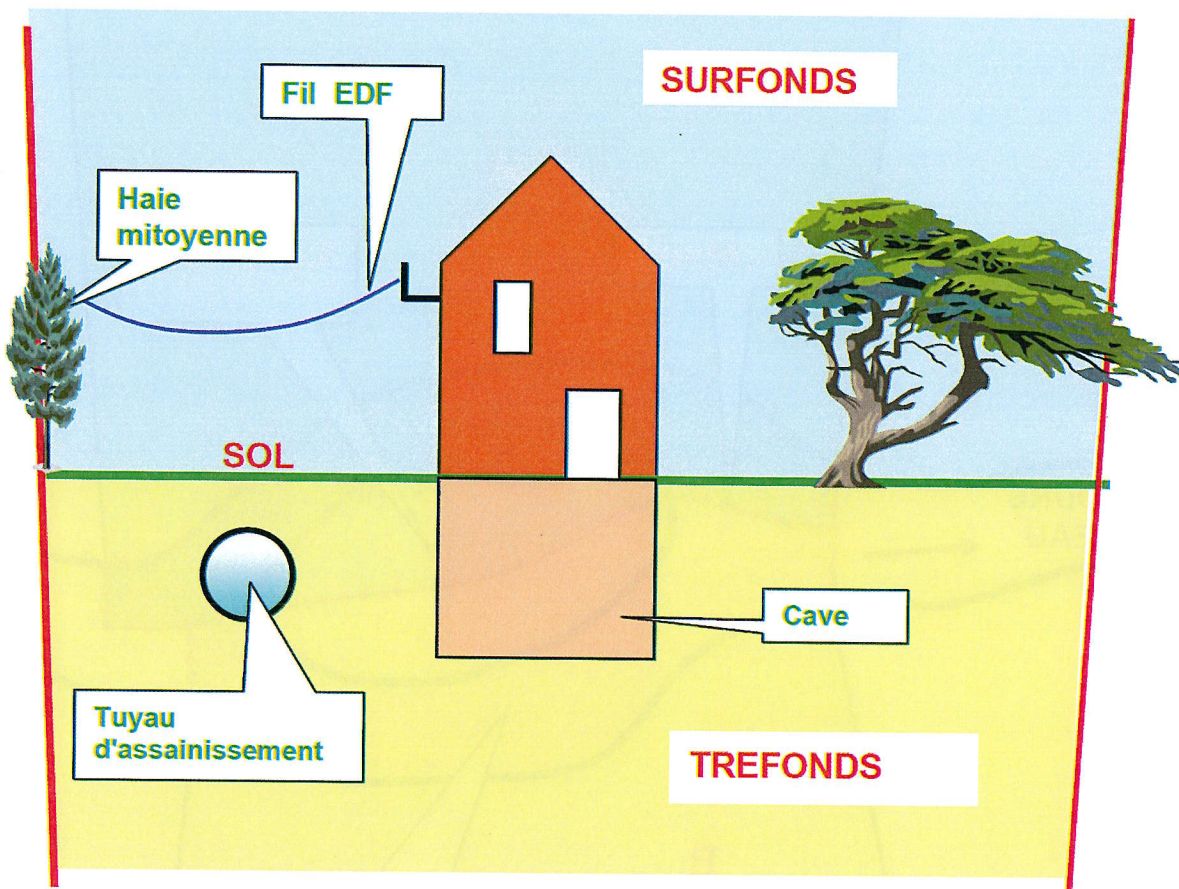 SURFONDS
Fil EDF
Haie
mitoyenne
SOL
Cave
Tuyau
d'assainissement
TREFONDS